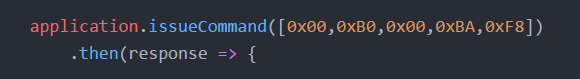 application.issueCommand([0x00,0xB0,0x00,0xBA,0xF8])
.then(response => {